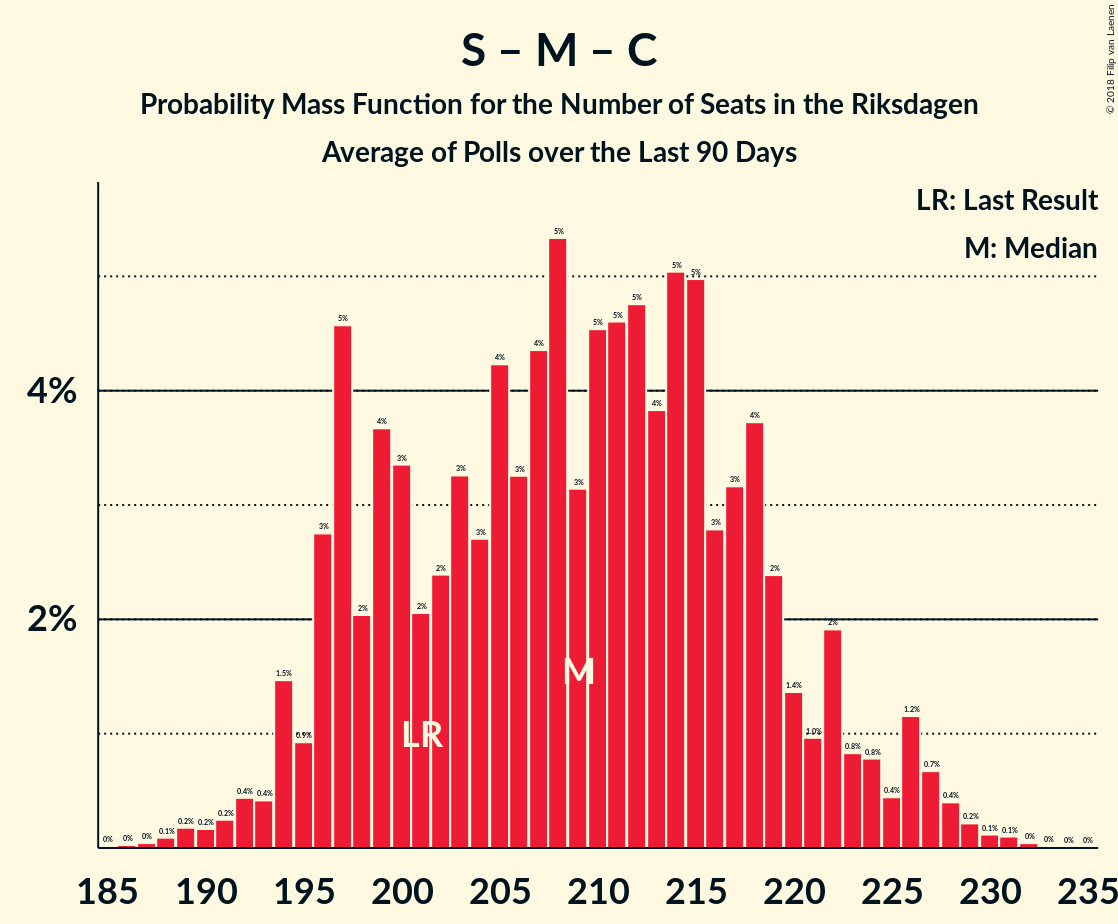 S – M – C
Probability Mass Function for the Number of Seats in the Riksdagen
Average of Polls over the Last 90 Days
© 2018 Filip van Laenen
LR: Last Result
M: Median
4%
2%
0% 0% 0% 0.1% 0.2% 0.2% 0.2% 0.4% 0.4% 1.5% 0.9% 3% 5% 2% 4% 3% 2% 2% 3% 3% 4% 3% 4% 5% 3% 5% 5% 5% 4% 5% 5% 3% 3% 4% 2% 1.4% 1.0% 2% 0.8% 0.8% 0.4% 1.2% 0.7% 0.4% 0.2% 0.1% 0.1% 0% 0% 0% 0%
M
LR
185 190 195 200 205 210 215 220 225 230 235